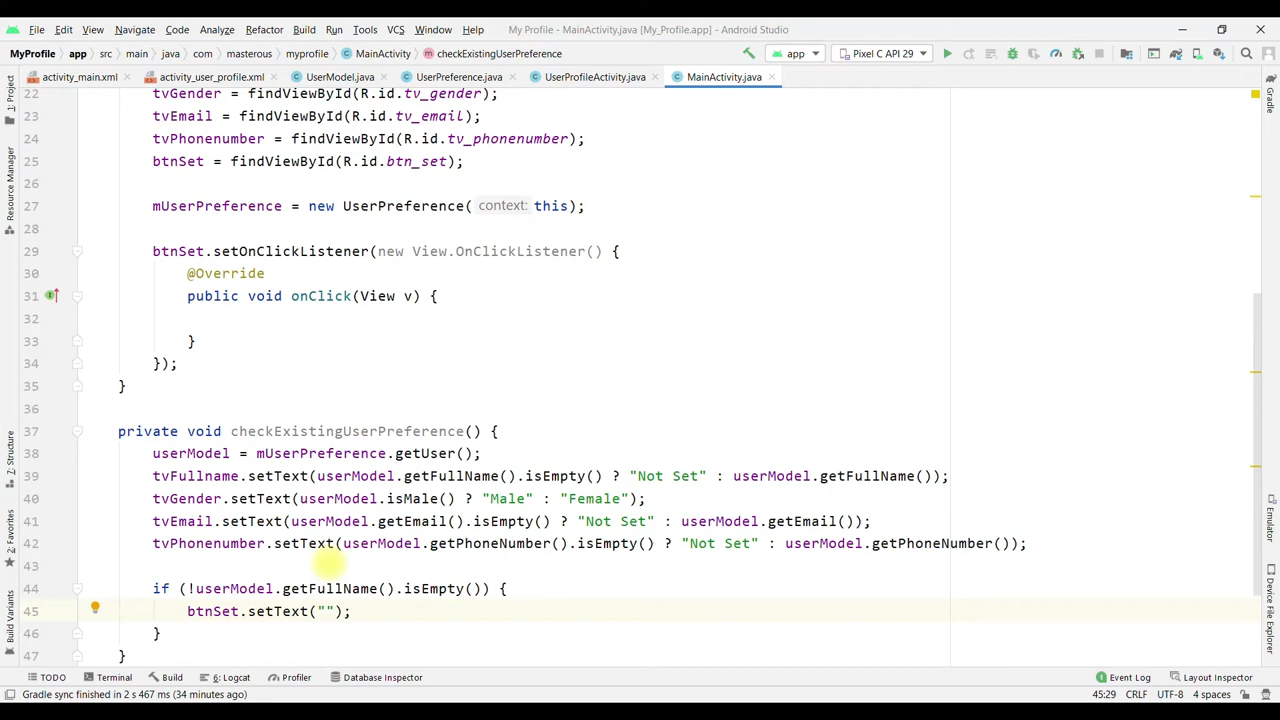 File Edit View Navigate Code Analyze Refactor Build Run Tools VCS Window Help My Profile - MainActivity.java [My_Profile.app] - Android Studio
MyProfile app src main java com masterous myprofile MainActivity checkExistingUserPreference app Pixel C API 29
activity_main.xml activity_user_profile.xml UserModel.java UserPreference.java UserProfileActivity.java MainActivity.java
22 tvGender = findViewById(R.id.tv_gender);
23 tvEmail = findViewById(R.id.tv_email);
24 tvPhonenumber = findViewById(R.id.tv_phonenumber);
25 btnSet = findViewById(R.id.btn_set);
26
27 mUserPreference = new UserPreference( context: this);
28
29 btnSet.setOnClickListener(new View.OnClickListener() {
30 @Override
31 public void onClick(View v) {
32
33 }
34 });
35 }
36
37 private void checkExistingUserPreference() {
38 userModel = mUserPreference.getUser();
39 tvFullname.setText(userModel.getFullName().isEmpty() ? "Not Set" : userModel.getFullName());
40 tvGender.setText(userModel.isMale() ? "Male" : "Female");
41 tvEmail.setText(userModel.getEmail().isEmpty() ? "Not Set" : userModel.getEmail());
42 tvPhonenumber.setText(userModel.getPhoneNumber().isEmpty() ? "Not Set" : userModel.getPhoneNumber());
43
44 if (!userModel.getFullName().isEmpty()) {
45 btnSet.setText("");
46 }
47 }
1: Project
Resource Manager
7: Structure
2: Favorites
Build Variants
Gradle
Emulator
Device File Explorer
TODO Terminal Build 6: Logcat Profiler Database Inspector Event Log Layout Inspector
Gradle sync finished in 2 s 467 ms (34 minutes ago) 45:29 CRLF UTF-8 4 spaces